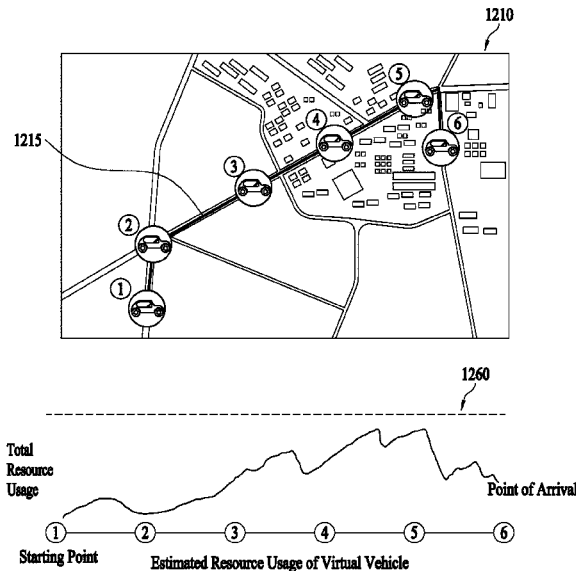 1210
⑤
1215
④
⑥
③
②
①
1260
Total
Resource
Usage
Point of Arrival
① ② ③ ④ ⑤ ⑥
Starting Point
Estimated Resource Usage of Virtual Vehicle